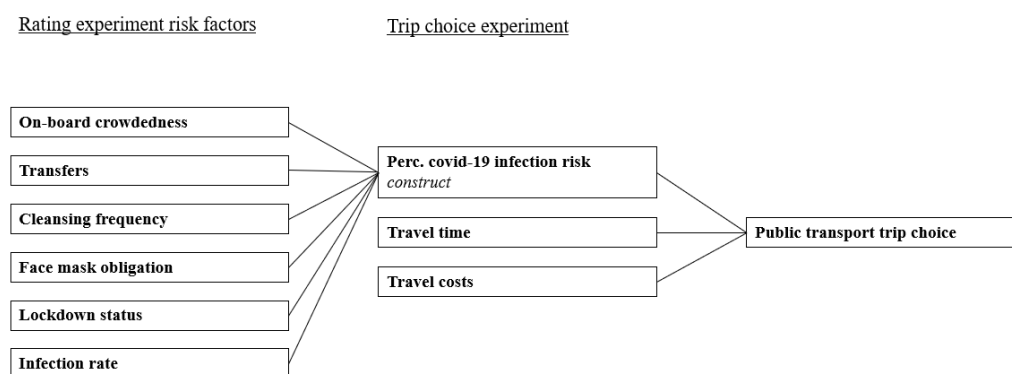 Rating experiment risk factors
Trip choice experiment
On-board crowdedness
Transfers
Cleansing frequency
Face mask obligation
Lockdown status
Infection rate
Perc. covid-19 infection risk
construct
Travel time
Travel costs
Public transport trip choice